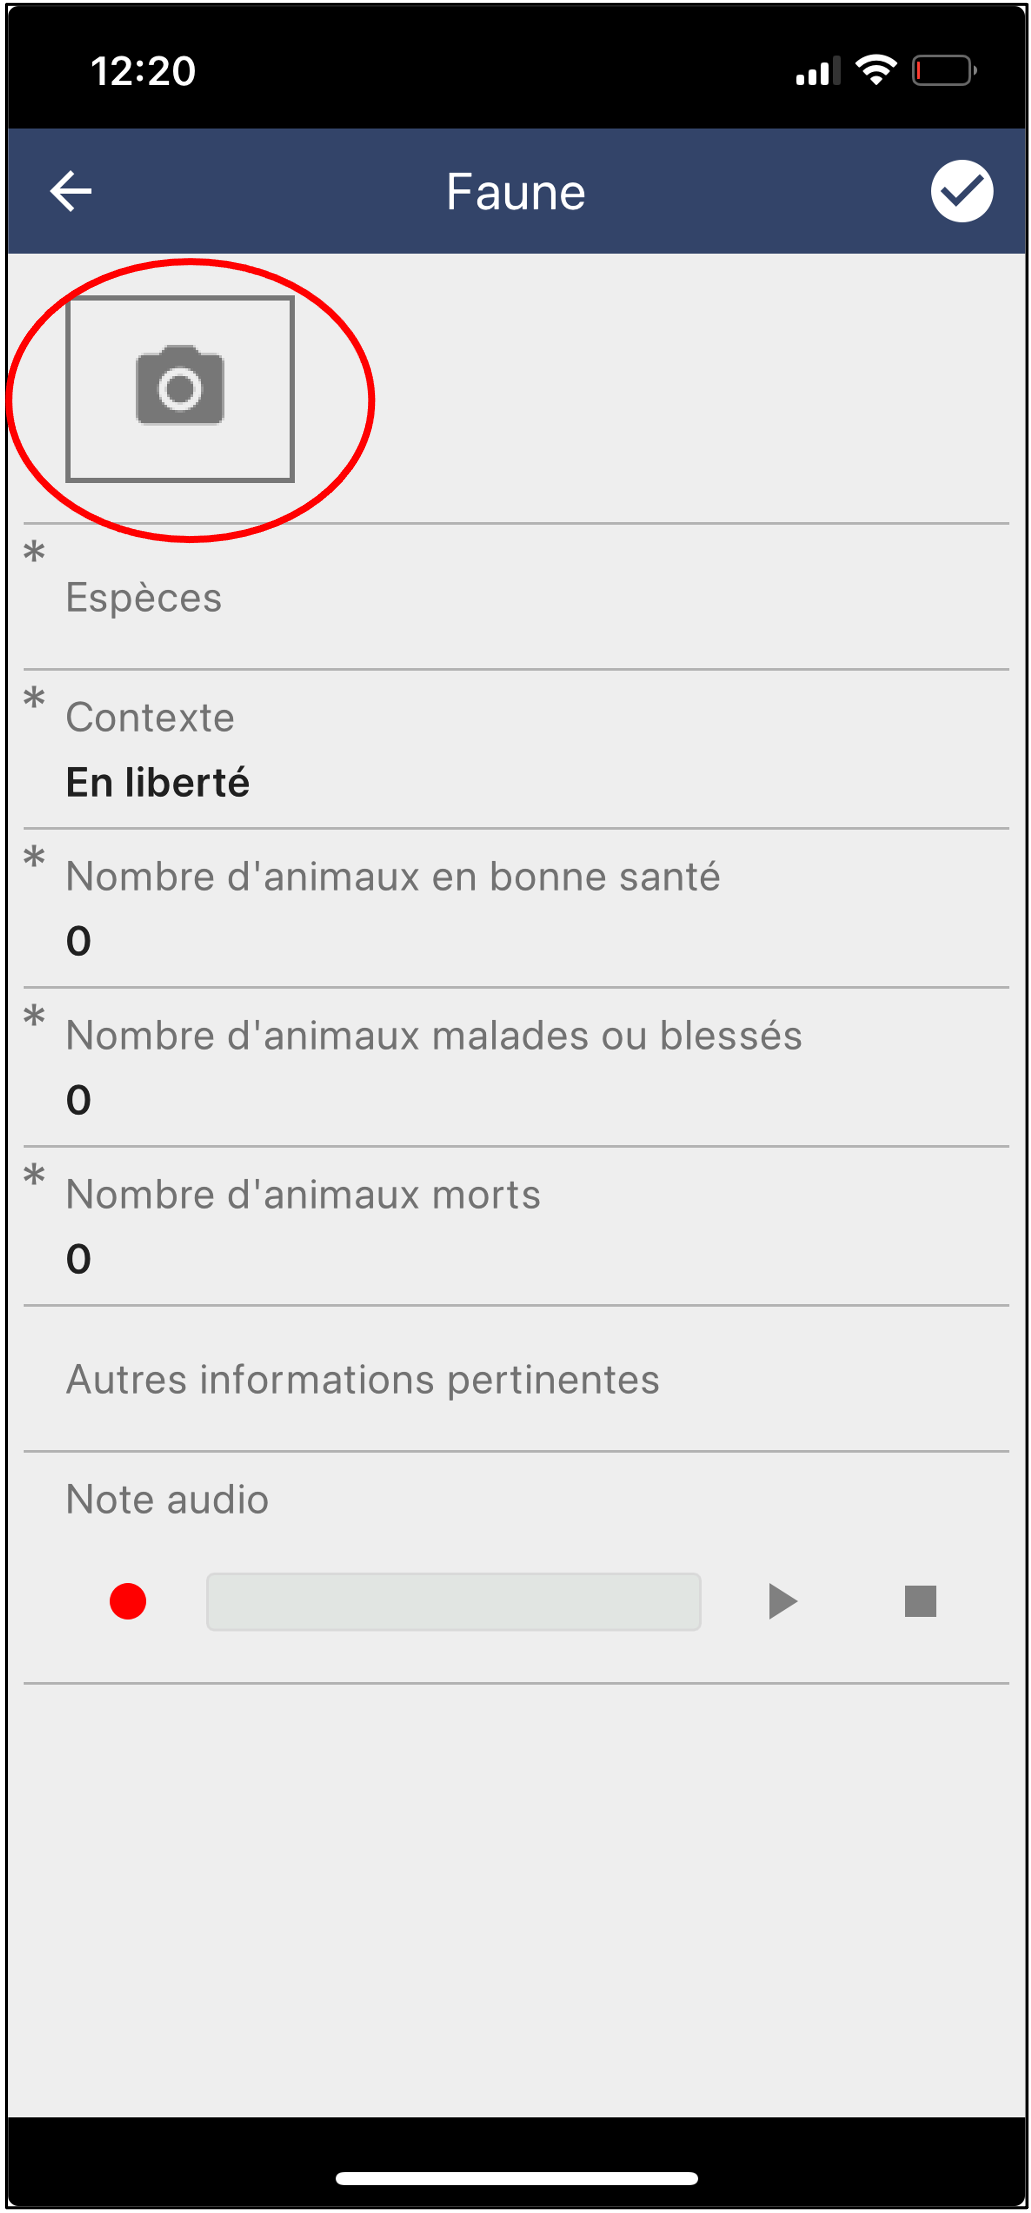 12:20
Faune
*
Espèces
*
Contexte
En liberté
*
Nombre d'animaux en bonne santé
0
*
Nombre d'animaux malades ou blessés
0
*
Nombre d'animaux morts
0
Autres informations pertinentes
Note audio